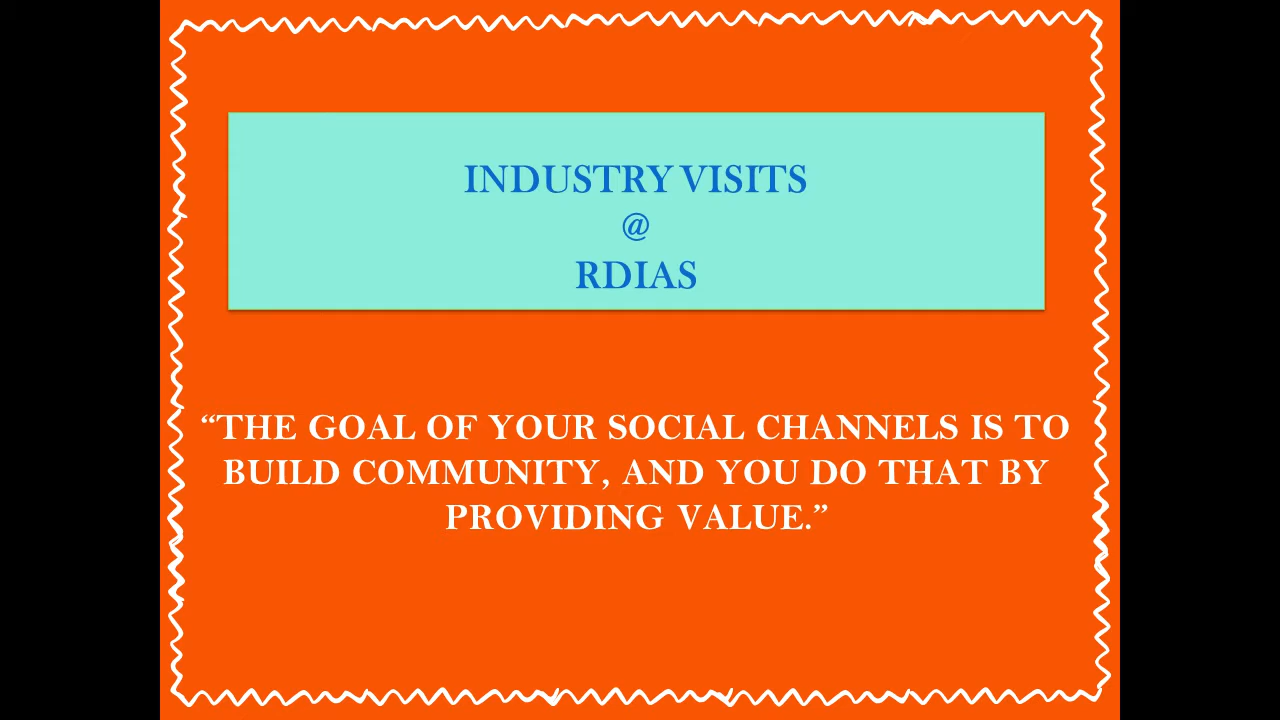 INDUSTRY VISITS
@
RDIAS
“THE GOAL OF YOUR SOCIAL CHANNELS IS TO
BUILD COMMUNITY, AND YOU DO THAT BY
PROVIDING VALUE.”